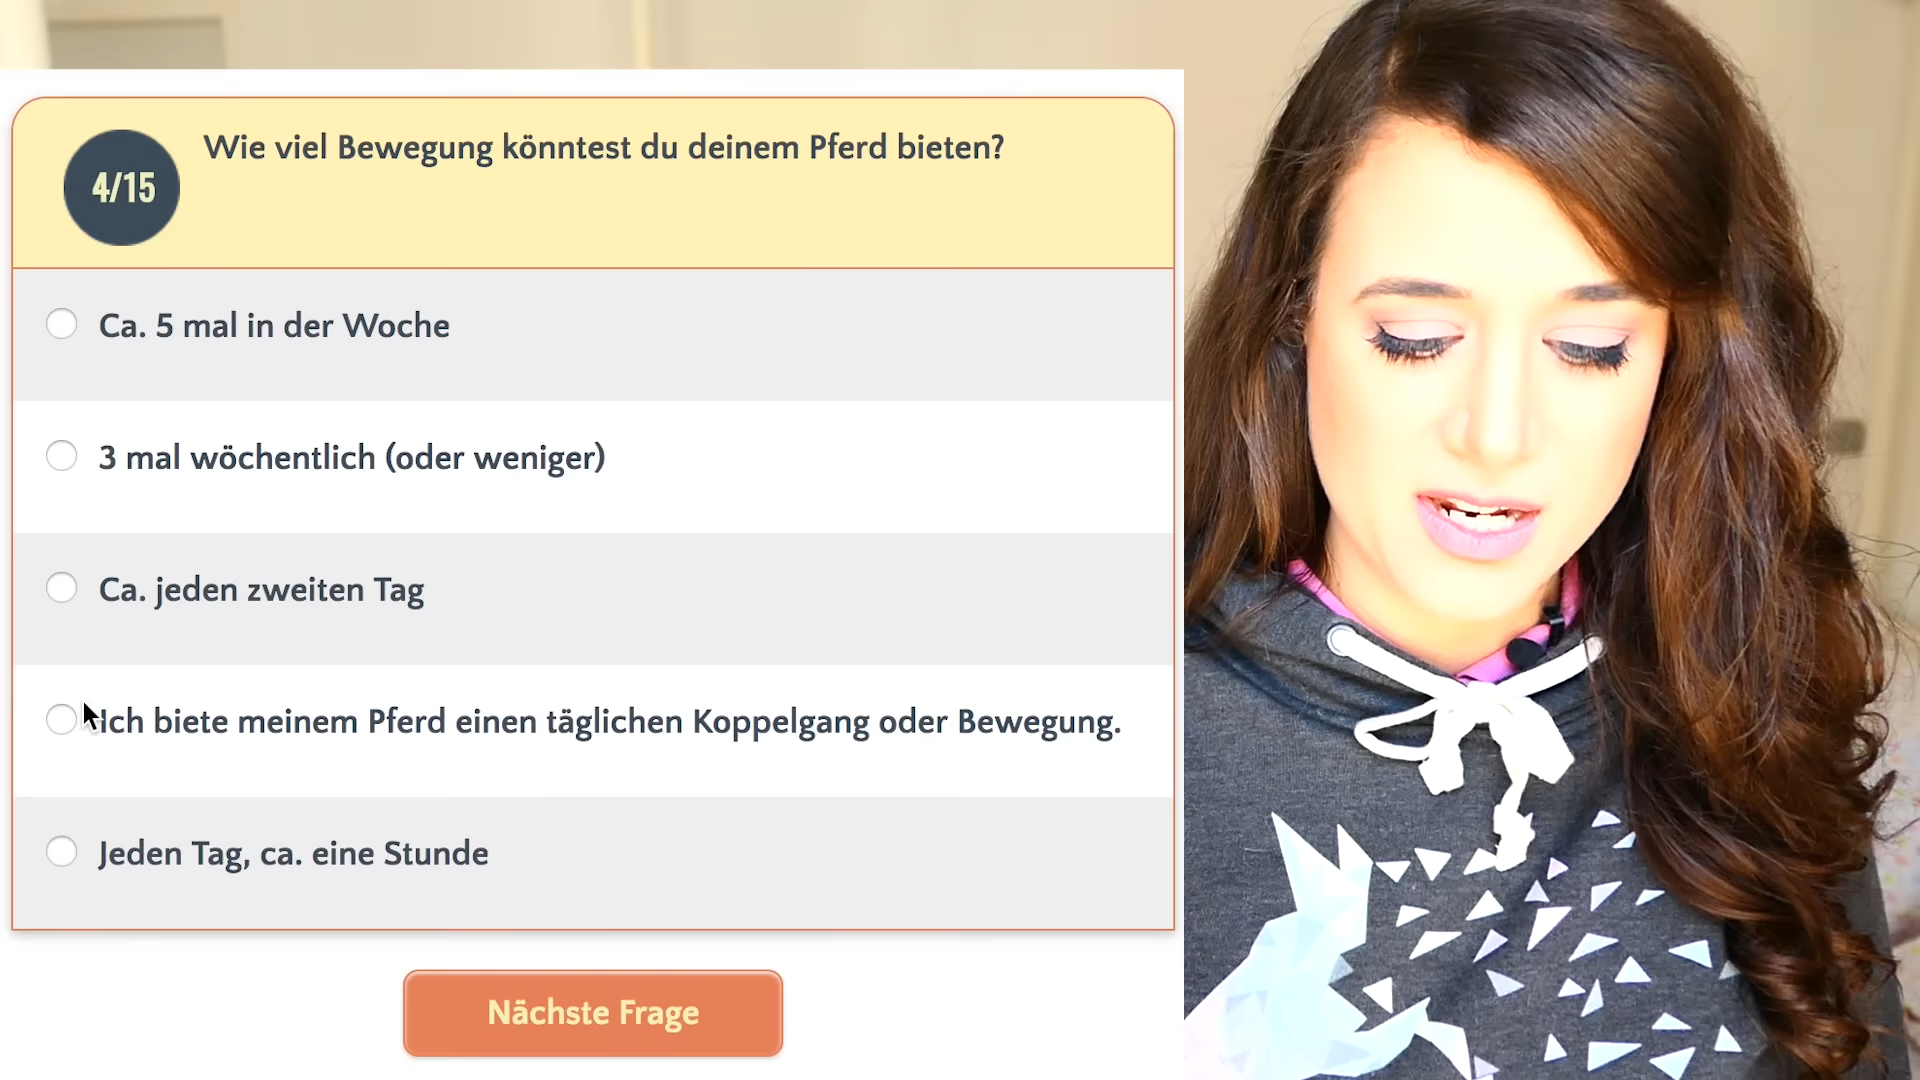 4/15
Wie viel Bewegung könntest du deinem Pferd bieten?
Ca. 5 mal in der Woche
3 mal wöchentlich (oder weniger)
Ca. jeden zweiten Tag
Ich biete meinem Pferd einen täglichen Koppelgang oder Bewegung.
Jeden Tag, ca. eine Stunde
Nächste Frage